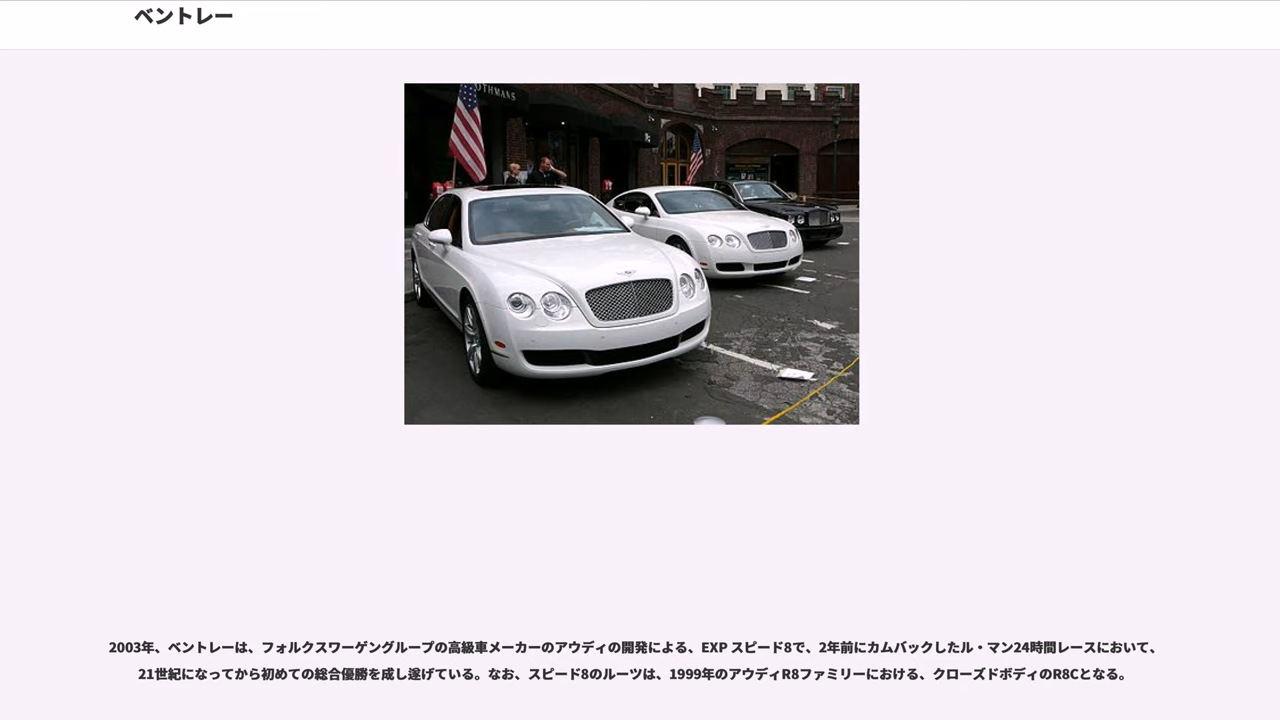 ベントレー
OTHMANS
2003年、ベントレーは、フォルクスワーゲングループの高級車メーカーのアウディの開発による、EXP スピード8で、2年前にカムバックしたル・マン24時間レースにおいて、
21世紀になってから初めての総合優勝を成し遂げている。なお、スピード8のルーツは、1999年のアウディR8ファミリーにおける、クローズドボディのR8Cとなる。